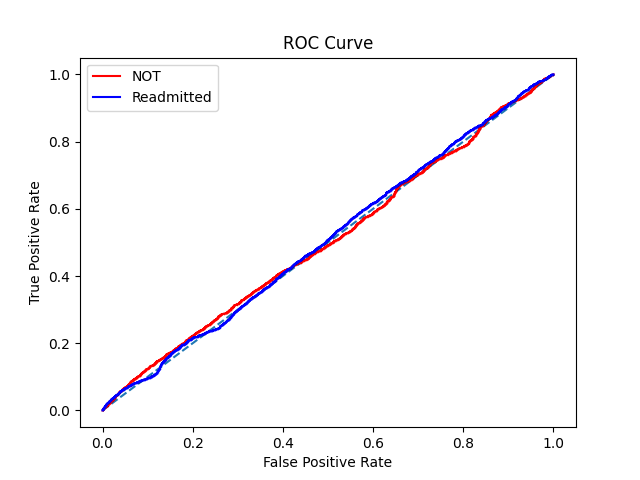 ROC Curve
NOT
Readmitted
True Positive Rate
1.0
0.8
0.6
0.4
0.2
0.0
0.0 0.2 0.4 0.6 0.8 1.0
False Positive Rate